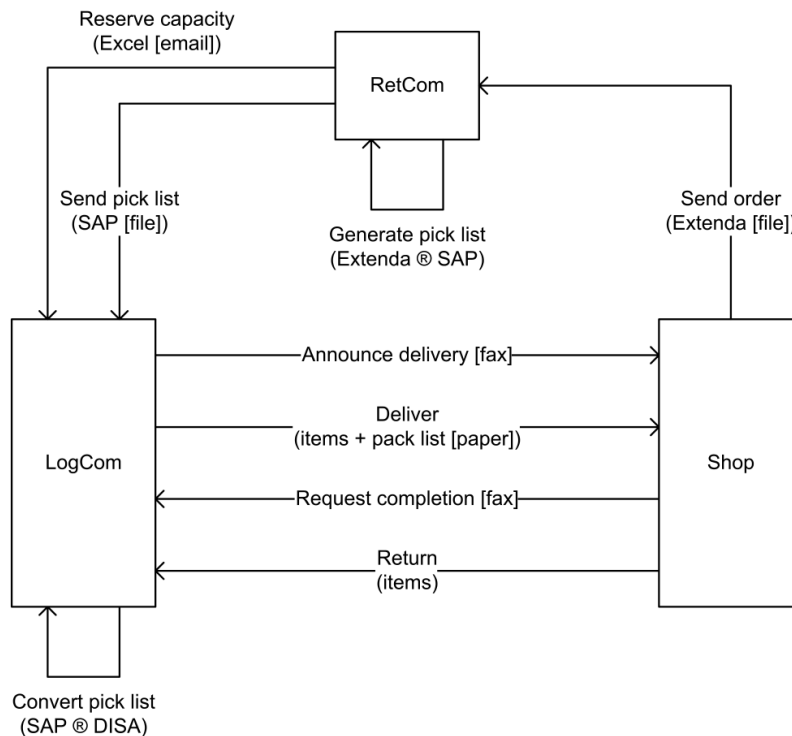 Reserve capacity
(Excel [email])
RetCom
Send pick list
(SAP [file])
Send order
(Extenda [file])
Generate pick list
(Extenda ® SAP)
Announce delivery [fax]
Deliver
(items + pack list [paper])
LogCom
Shop
Request completion [fax]
Return
(items)
Convert pick list
(SAP ® DISA)